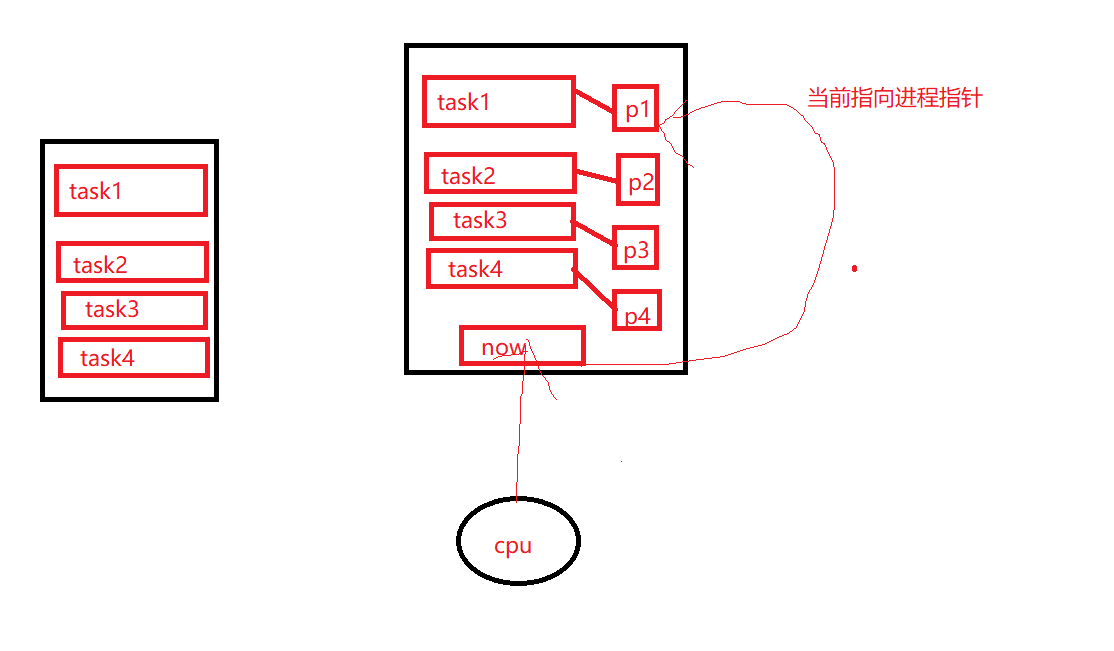 task1
task2
task3
task4
task1
p1
task2
p2
task3
p3
task4
p4
now
当前指向进程指针
cpu